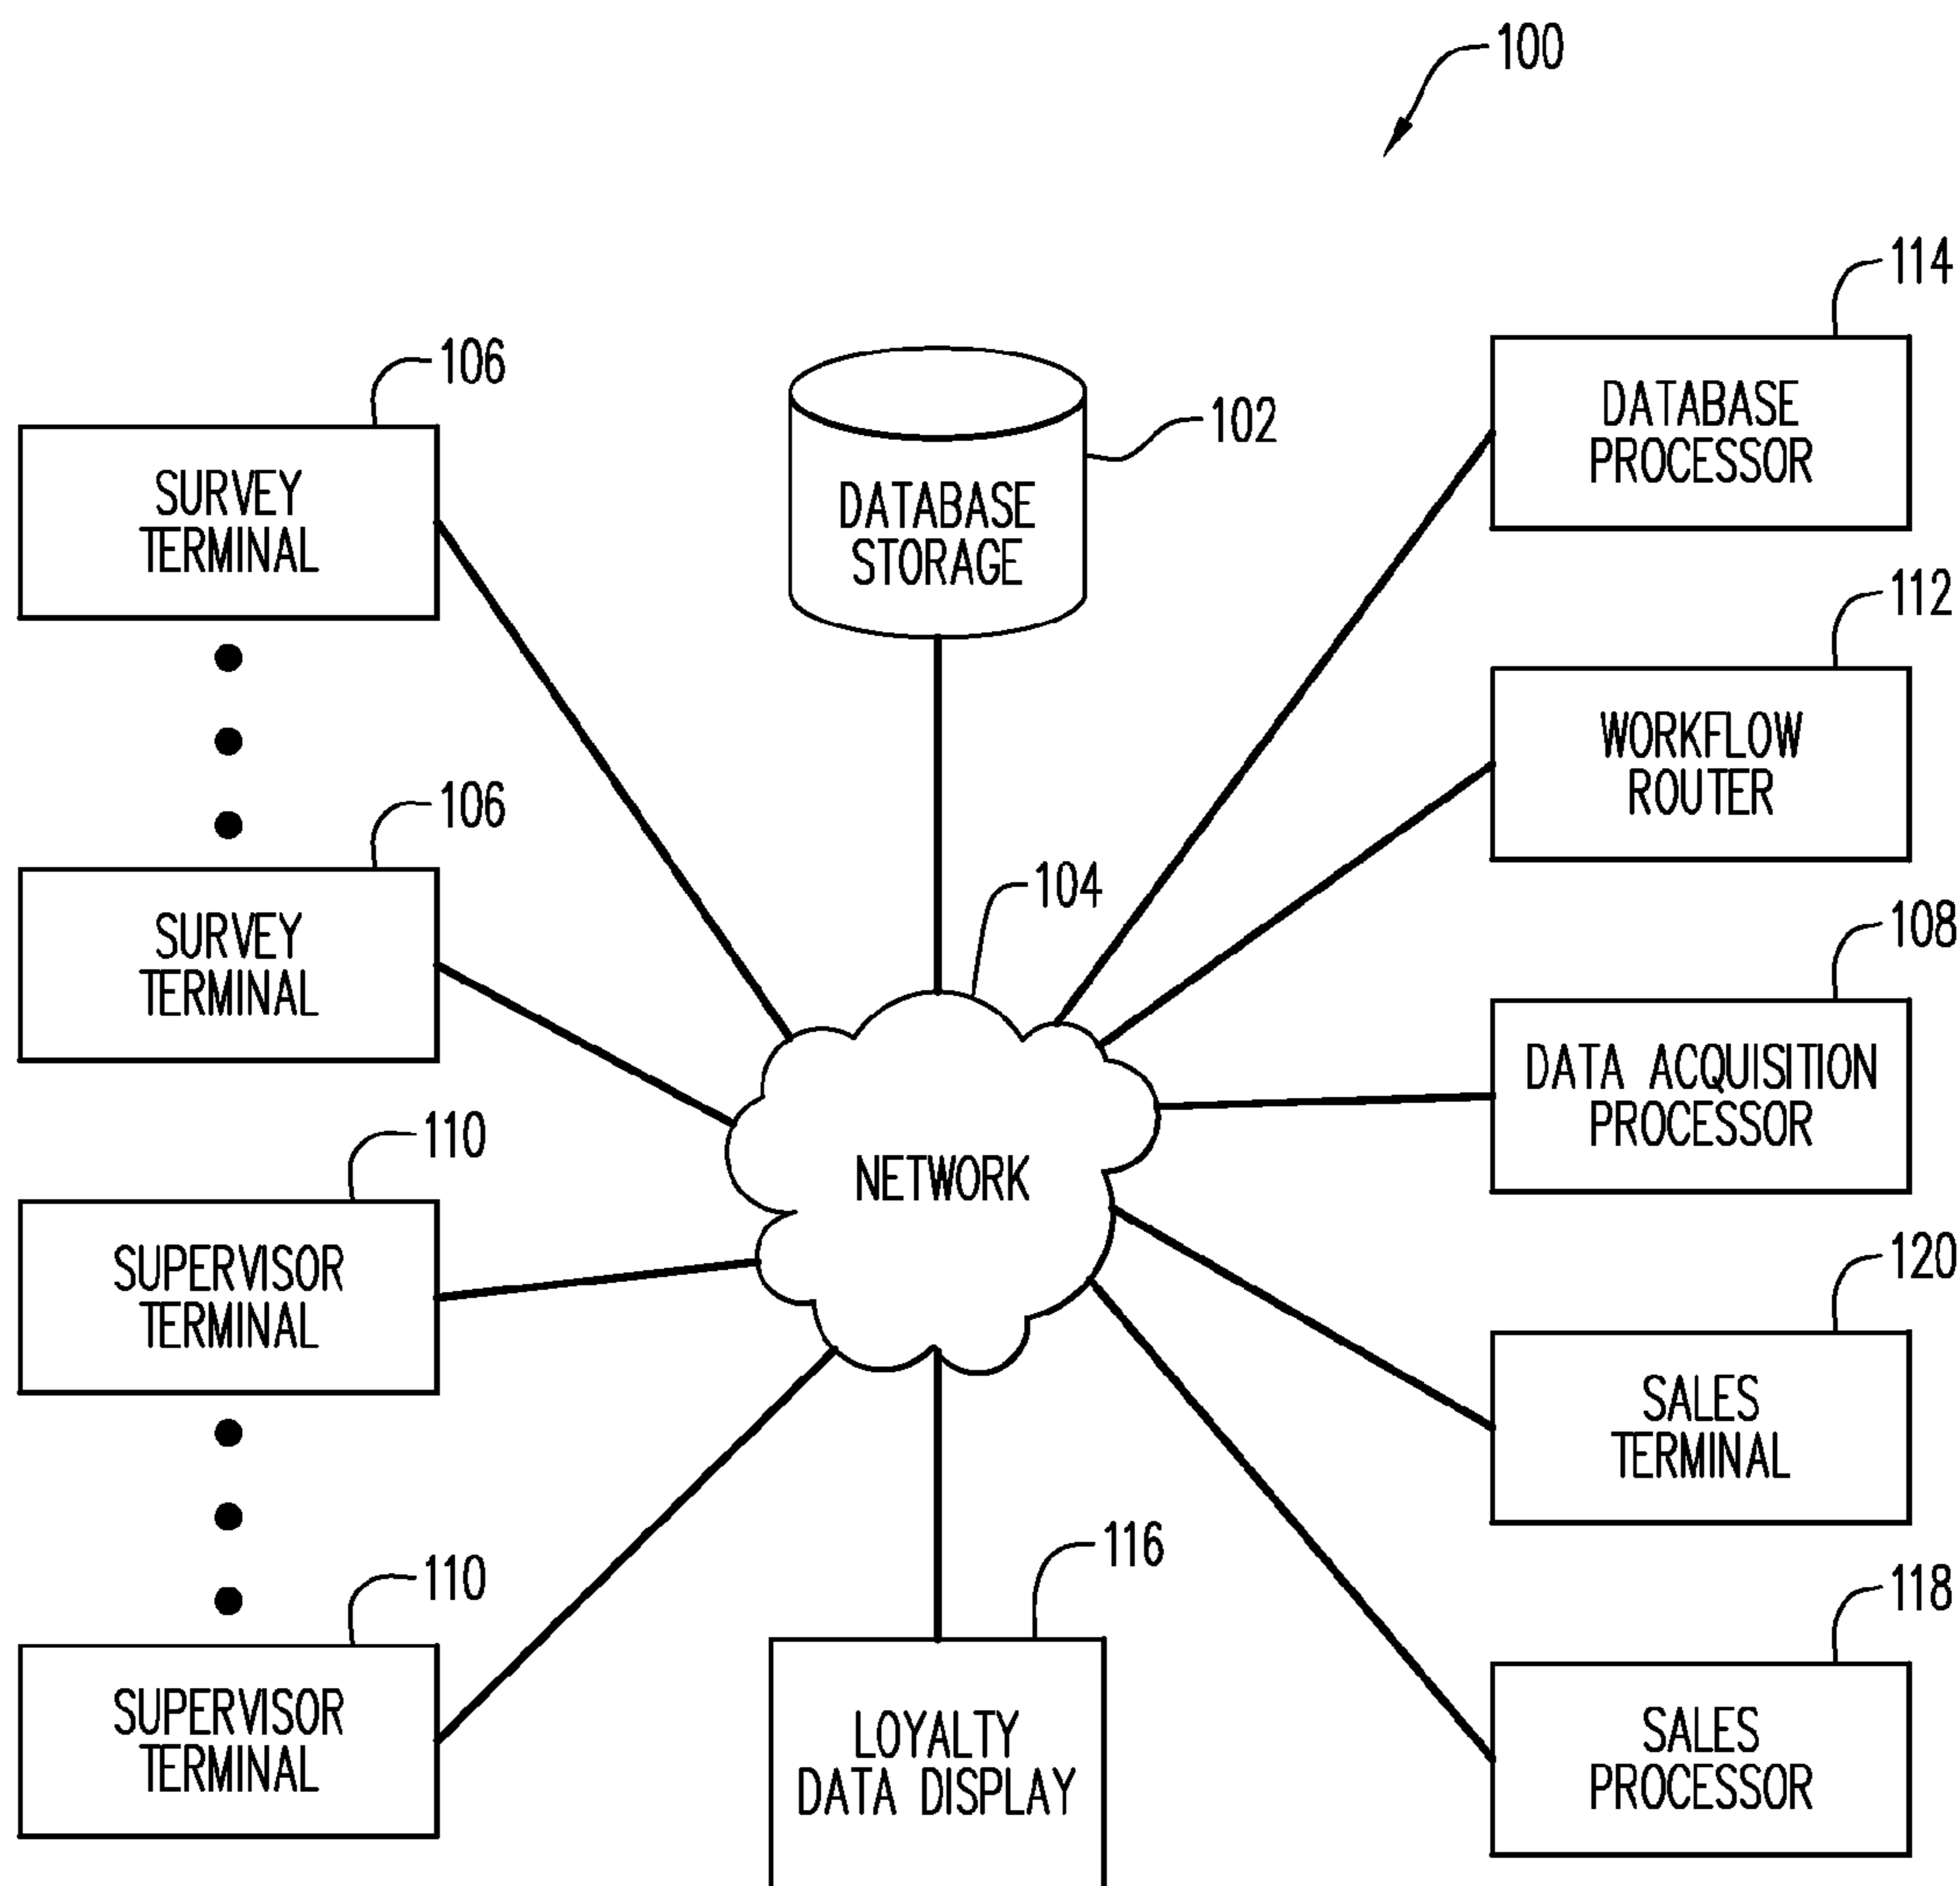 100
114
DATABASE
PROCESSOR
106
SURVEY
TERMINAL
102
DATABASE
STORAGE
112
WORKFLOW
ROUTER
106
SURVEY
TERMINAL
104
NETWORK
108
DATA ACQUISITION
PROCESSOR
110
SUPERVISOR
TERMINAL
120
SALES
TERMINAL
110
SUPERVISOR
TERMINAL
116
LOYALTY
DATA DISPLAY
118
SALES
PROCESSOR